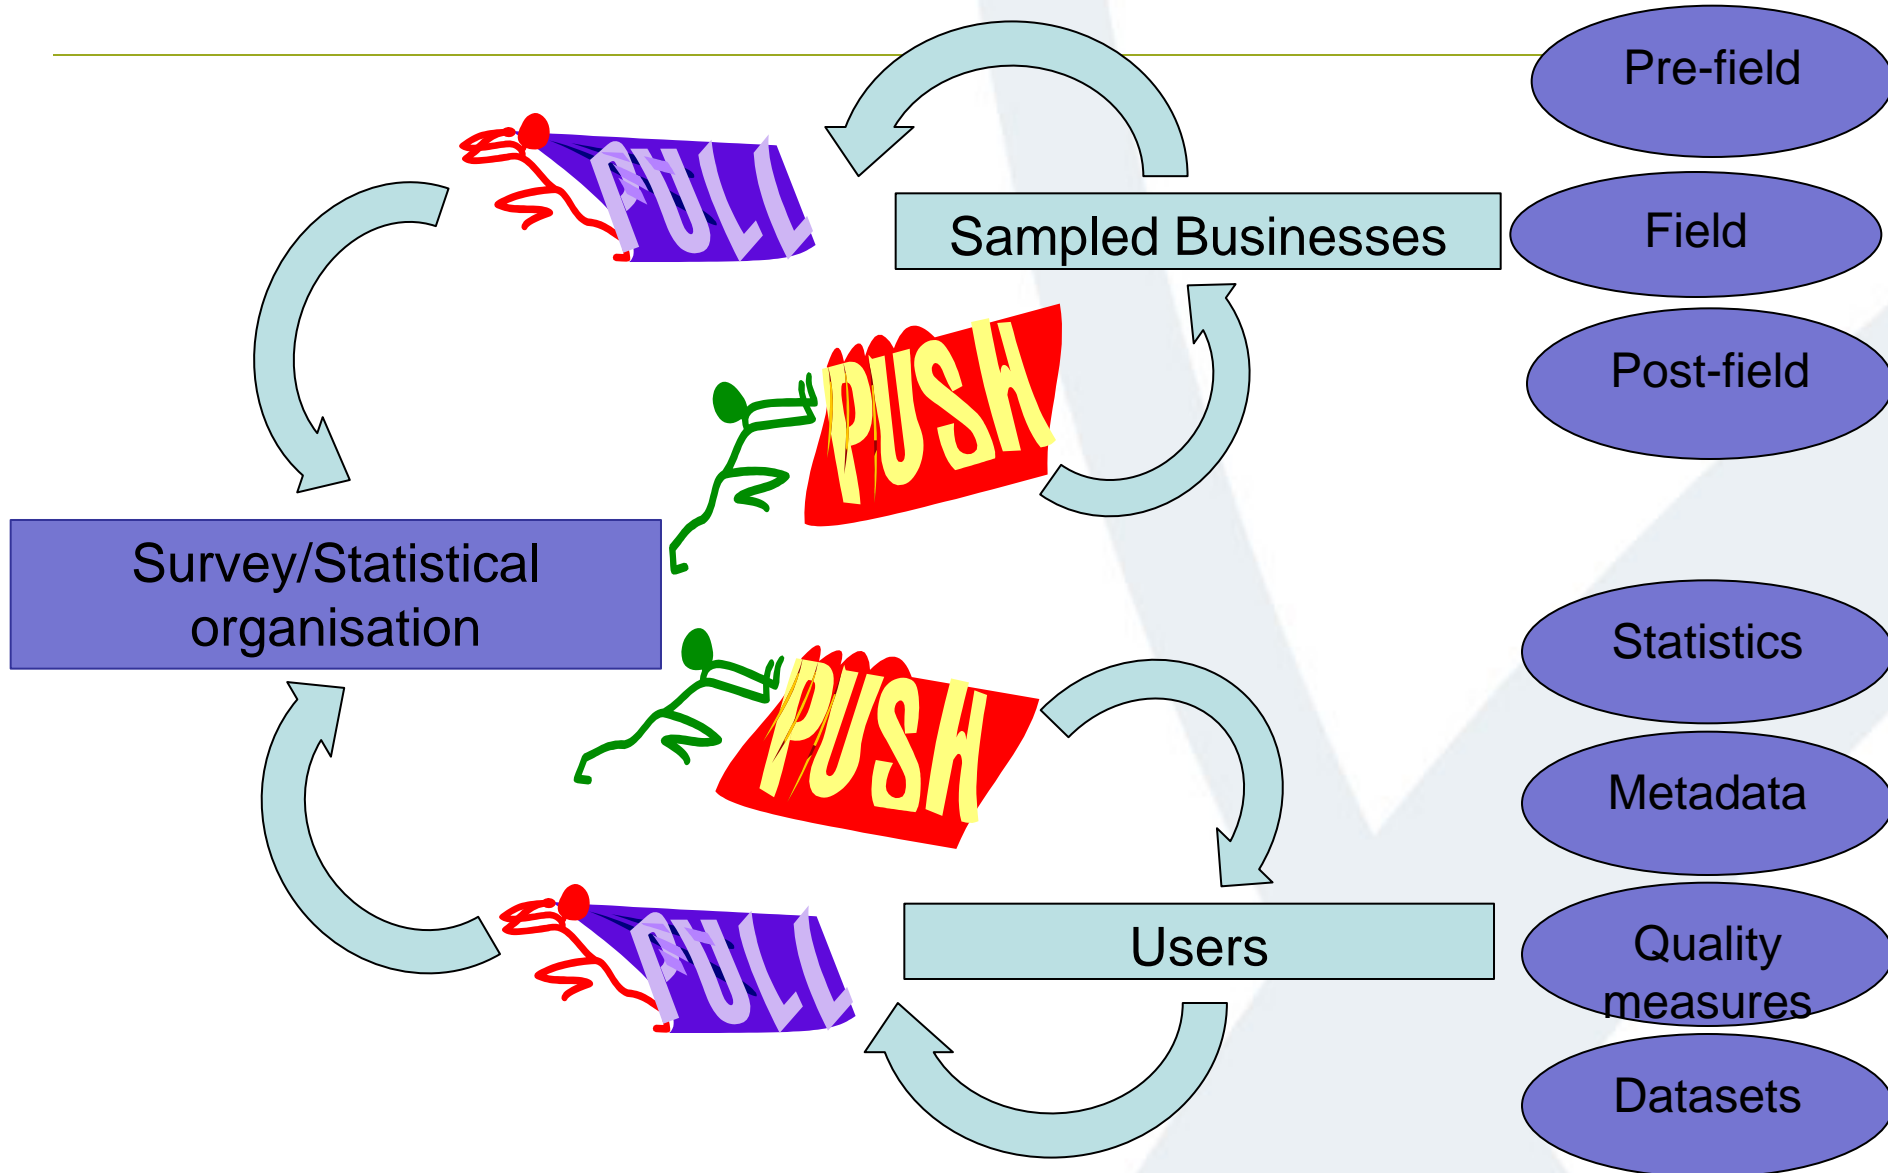 Pre-field
PULL
Sampled Businesses
Field
PUSH
Post-field
Survey/Statistical
organisation
Statistics
PUSH
Metadata
PULL
Users
Quality
measures
Datasets